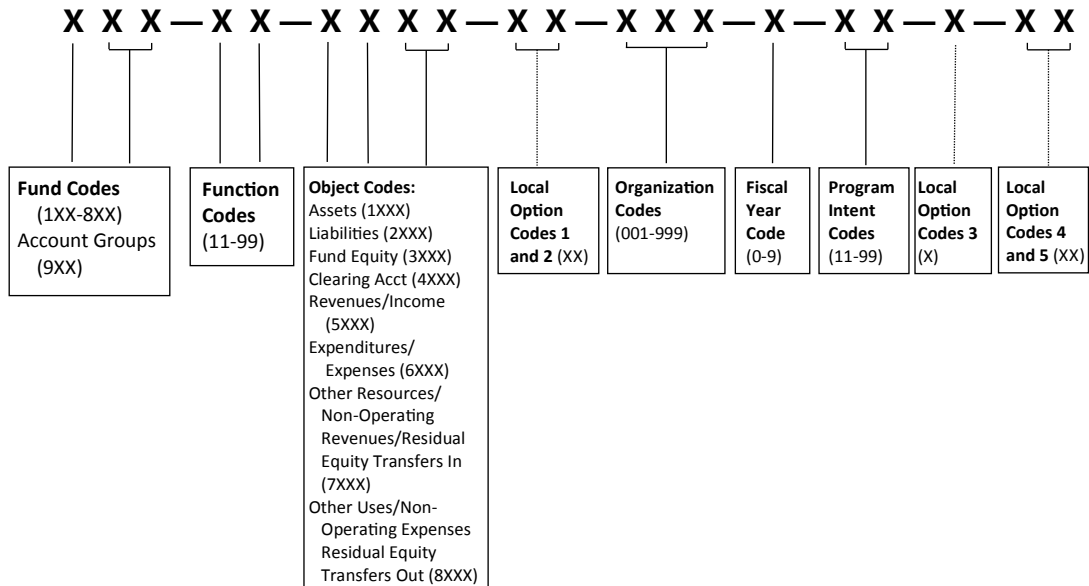 X X X — X X — X X X X — X X — X X X — X — X X — X — X X
Fund Codes
(1XX-8XX)
Account Groups
(9XX)
Function
Codes
(11-99)
Object Codes:
Assets (1XXX)
Liabilities (2XXX)
Fund Equity (3XXX)
Clearing Acct (4XXX)
Revenues/Income
(5XXX)
Expenditures/
Expenses (6XXX)
Other Resources/
Non-Operating
Revenues/Residual
Equity Transfers In
(7XXX)
Other Uses/Non-
Operating Expenses
Residual Equity
Transfers Out (8XXX)
Local
Option
Codes 1
and 2 (XX)
Organization
Codes
(001-999)
Fiscal
Year
Code
(0-9)
Program
Intent
Codes
(11-99)
Local
Option
Codes 3
(X)
Local
Option
Codes 4
and 5 (XX)